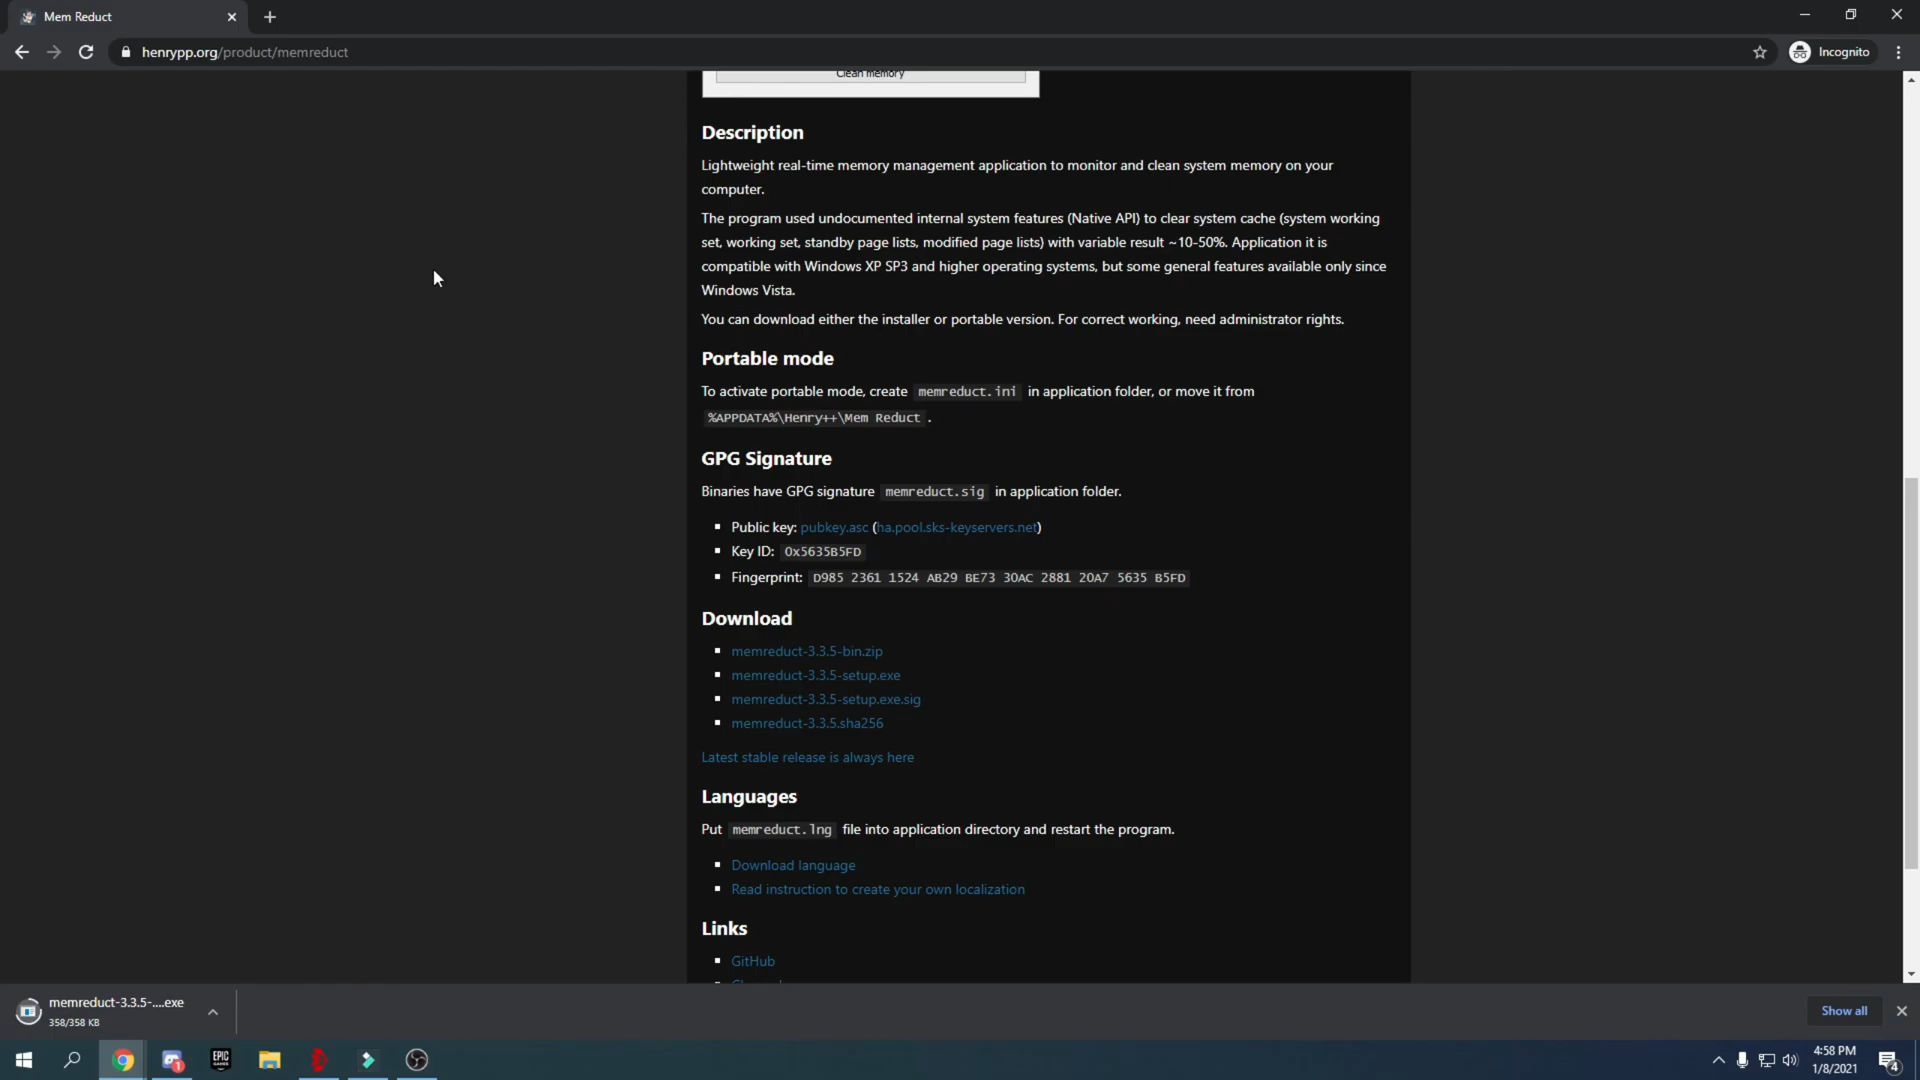 Mem Reduct
henrypp.org/product/memreduct
Incognito
Clean memory
Description
Lightweight real-time memory management application to monitor and clean system memory on your
computer.
The program used undocumented internal system features (Native API) to clear system cache (system working
set, working set, standby page lists, modified page lists) with variable result ~10-50%. Application it is
compatible with Windows XP SP3 and higher operating systems, but some general features available only since
Windows Vista.
You can download either the installer or portable version. For correct working, need administrator rights.
Portable mode
To activate portable mode, create memreduct.ini in application folder, or move it from
%APPDATA%\Henry++\Mem Reduct .
GPG Signature
Binaries have GPG signature memreduct.sig in application folder.
Public key: pubkey.asc (ha.pool.sks-keyservers.net)
Key ID: 0x5635B5FD
Fingerprint: D985 2361 1524 AB29 BE73 30AC 2881 20A7 5635 B5FD
Download
memreduct-3.3.5-bin.zip
memreduct-3.3.5-setup.exe
memreduct-3.3.5-setup.exe.sig
memreduct-3.3.5.sha256
Latest stable release is always here
Languages
Put memreduct.lng file into application directory and restart the program.
Download language
Read instruction to create your own localization
Links
GitHub
memreduct-3.3.5-....exe
358/358 KB
Show all
EPIC
GAMES
1
4:58 PM
1/8/2021
4